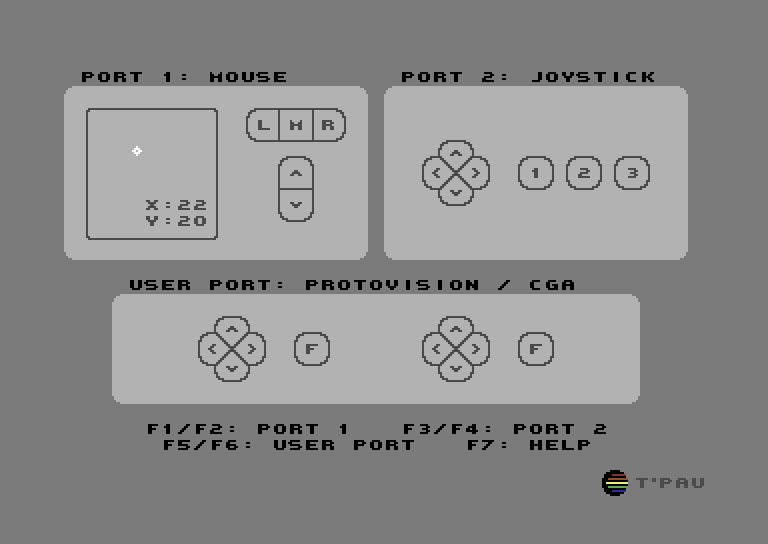 PORT 1: MOUSE
PORT 2: JOYSTICK
L M R
X:22
Y:20
1 2 3
USER PORT: PROTOVISION / CGA
F F
F1/F2: PORT 1 F3/F4: PORT 2
F5/F6: USER PORT F7: HELP
T'PAU